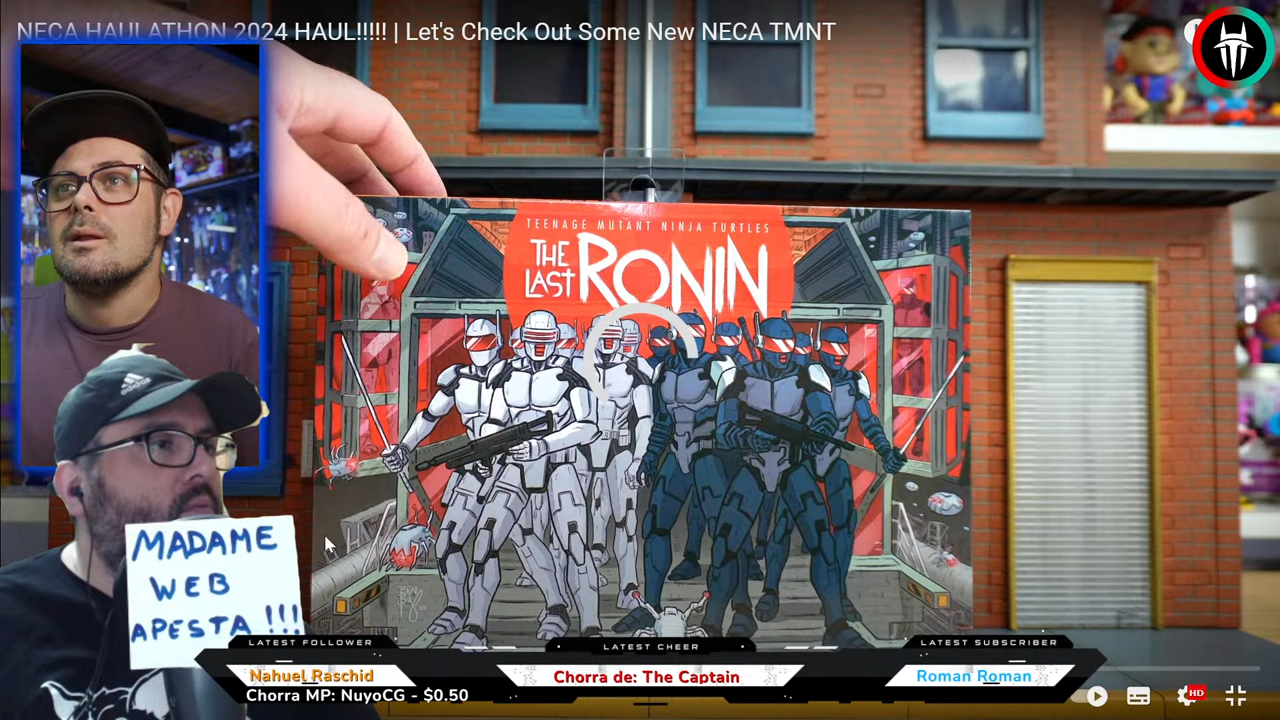 NECA HAULATHON 2024 HAUL!!!!! | Let's Check Out Some New NECA TMNT
TEENAGE MUTANT NINJA TURTLES
THE
LAST
RONIN
MADAME
WEB
APESTA !!!
LATEST FOLLOWER
LATEST CHEER
LATEST SUBSCRIBER
Nahuel Raschid
Chorra de: The Captain
Roman Roman
Chorra MP: NuyoCG - $0.50
HD